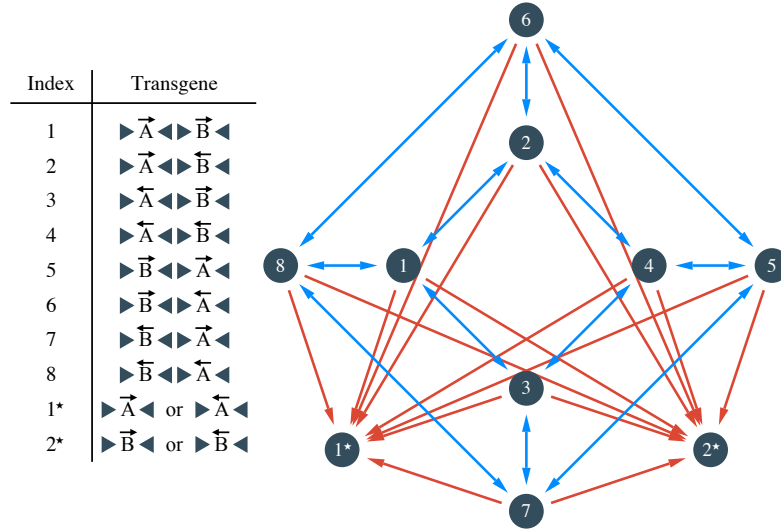 Index Transgene
1 ▶ A⃗ ◀ ▶ B⃗ ◀
2 ▶ A⃗ ◀ ▶ B⃖ ◀
3 ▶ A⃖ ◀ ▶ B⃗ ◀
4 ▶ A⃖ ◀ ▶ B⃖ ◀
5 ▶ B⃗ ◀ ▶ A⃗ ◀
6 ▶ B⃗ ◀ ▶ A⃖ ◀
7 ▶ B⃖ ◀ ▶ A⃗ ◀
8 ▶ B⃖ ◀ ▶ A⃖ ◀
1★ ▶ A⃗ ◀ or ▶ A⃖ ◀
2★ ▶ B⃗ ◀ or ▶ B⃖ ◀
6
2
8 1 4 5
3
1★ 2★
7